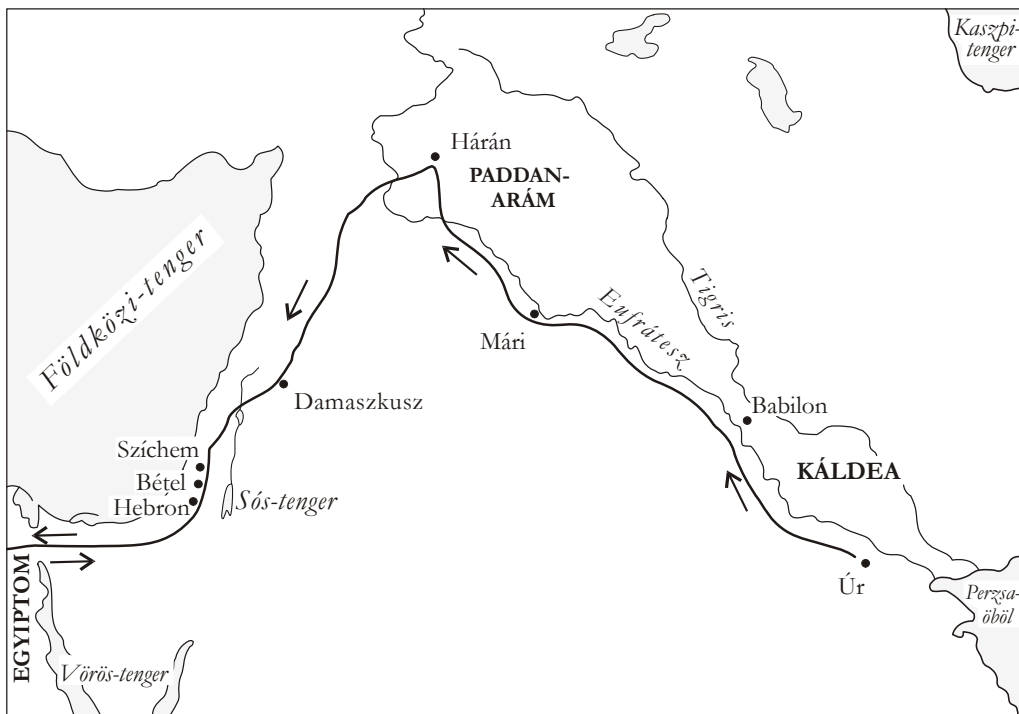 Kaszpi-
tenger
Hárán
PADDAN-
ARÁM
Földközi-tenger
Tigris
Eufrátesz
Mári
Damaszkusz
Babilon
Szíchem
Bétel
Hebron
Sós-tenger
KÁLDEA
Úr
EGYIPTOM
Perzsa-
öböl
Vörös-tenger